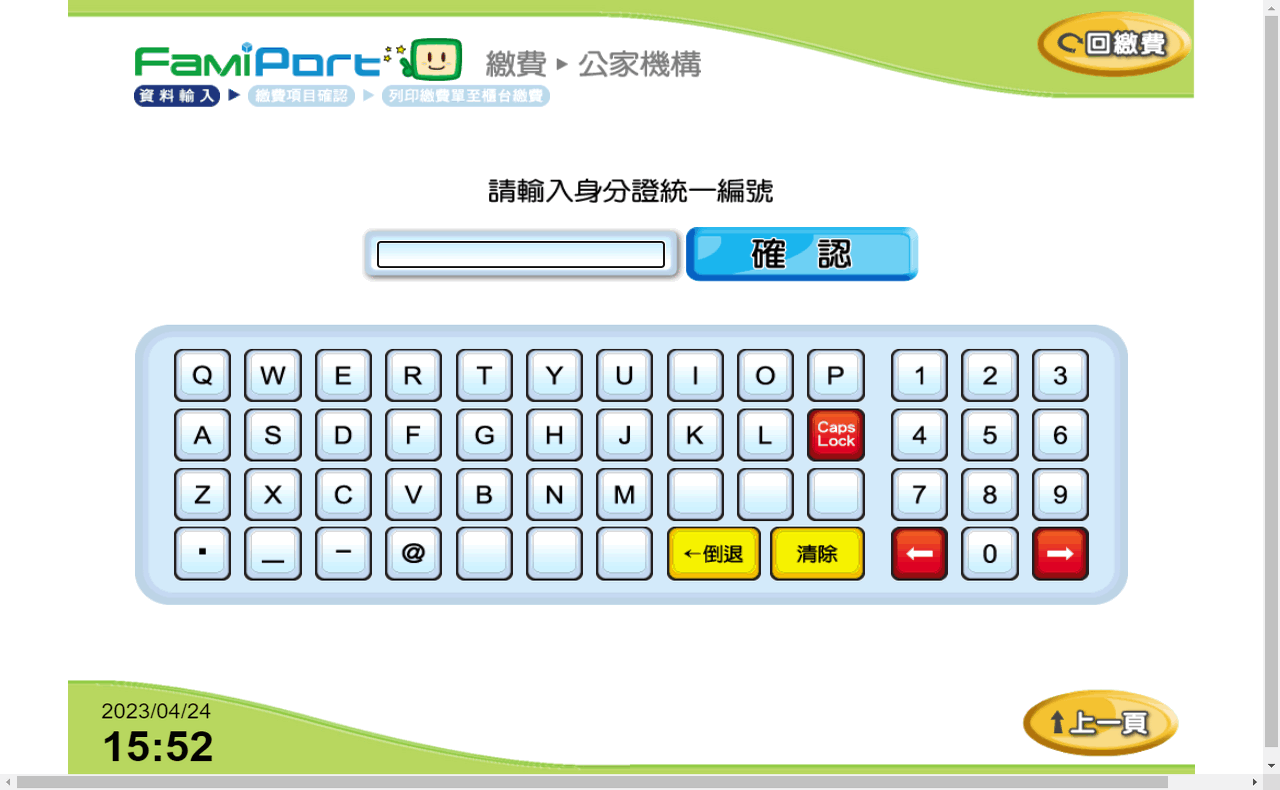 FamiPort 繳費▶公家機構
回繳費
資料輸入 ▶ 繳費項目確認 ▶ 列印繳費單至櫃台繳費
請輸入身分證統一編號
確 認
Q W E R T Y U I O P 1 2 3
A S D F G H J K L Caps Lock 4 5 6
Z X C V B N M 7 8 9
. _ - @ ←倒退 清除 ← 0 →
2023/04/24
15:52
↑上一頁